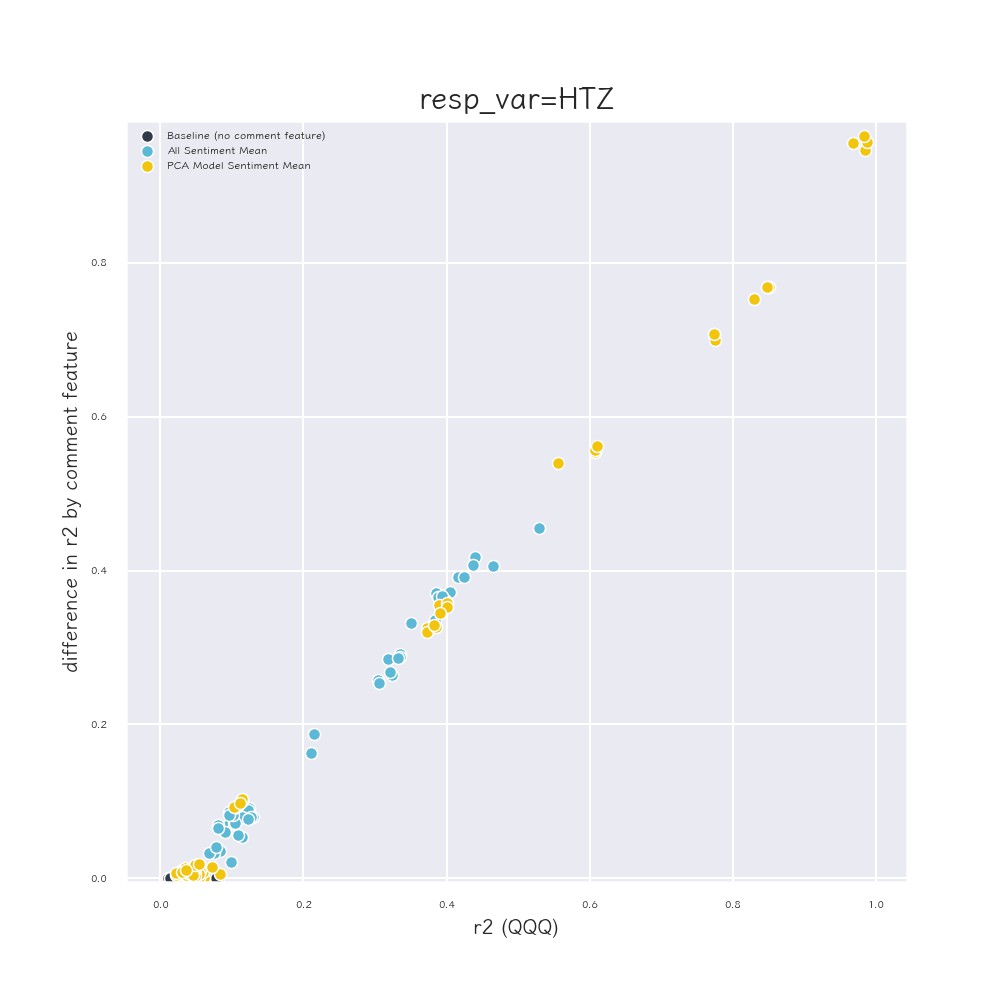 resp_var=HTZ
Baseline (no comment feature)
All Sentiment Mean
PCA Model Sentiment Mean
difference in r2 by comment feature
0.8
0.6
0.4
0.2
0.0
0.0 0.2 0.4 0.6 0.8 1.0
r2 (QQQ)